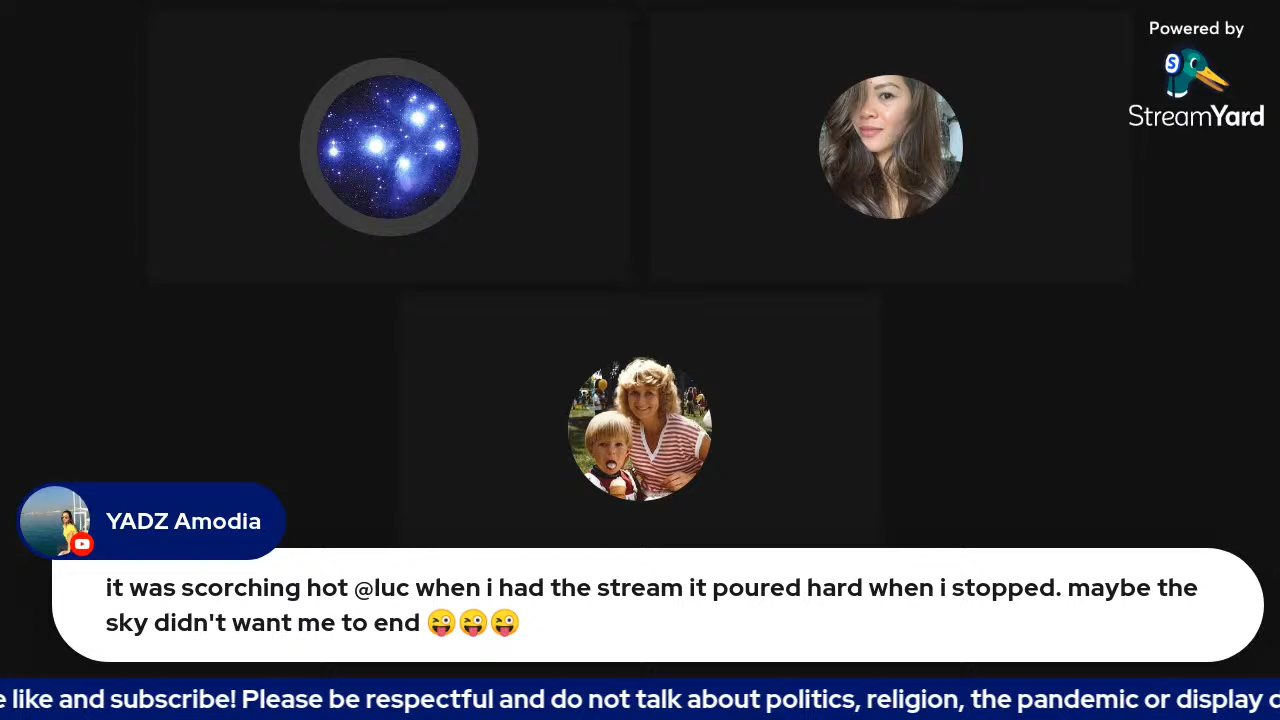 Powered by
S
StreamYard
YADZ Amodia
it was scorching hot @luc when i had the stream it poured hard when i stopped. maybe the
sky didn't want me to end 😜😜😜
like and subscribe! Please be respectful and do not talk about politics, religion, the pandemic or display